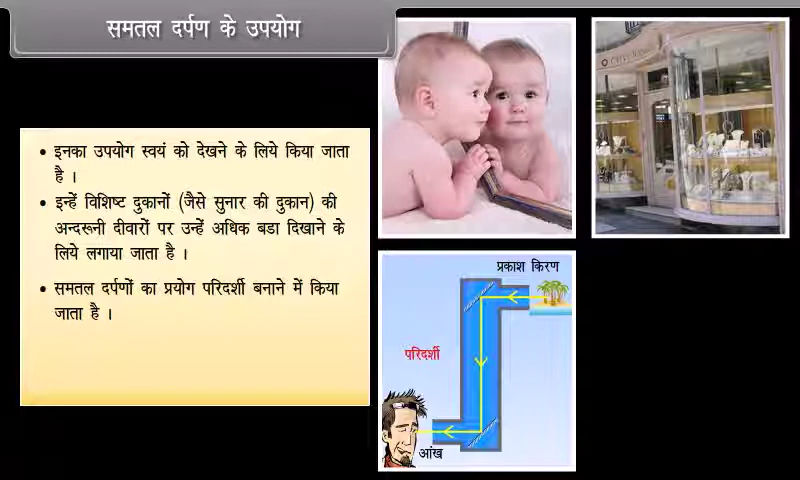 समतल दर्पण के उपयोग
• इनका उपयोग स्वयं को देखने के लिये किया जाता
है ।
• इन्हें विशिष्ट दुकानों (जैसे सुनार की दुकान) की
अन्दरूनी दीवारों पर उन्हें अधिक बडा दिखाने के
लिये लगाया जाता है ।
• समतल दर्पणों का प्रयोग परिदर्शी बनाने में किया
जाता है ।
प्रकाश किरण
परिदर्शी
आंख